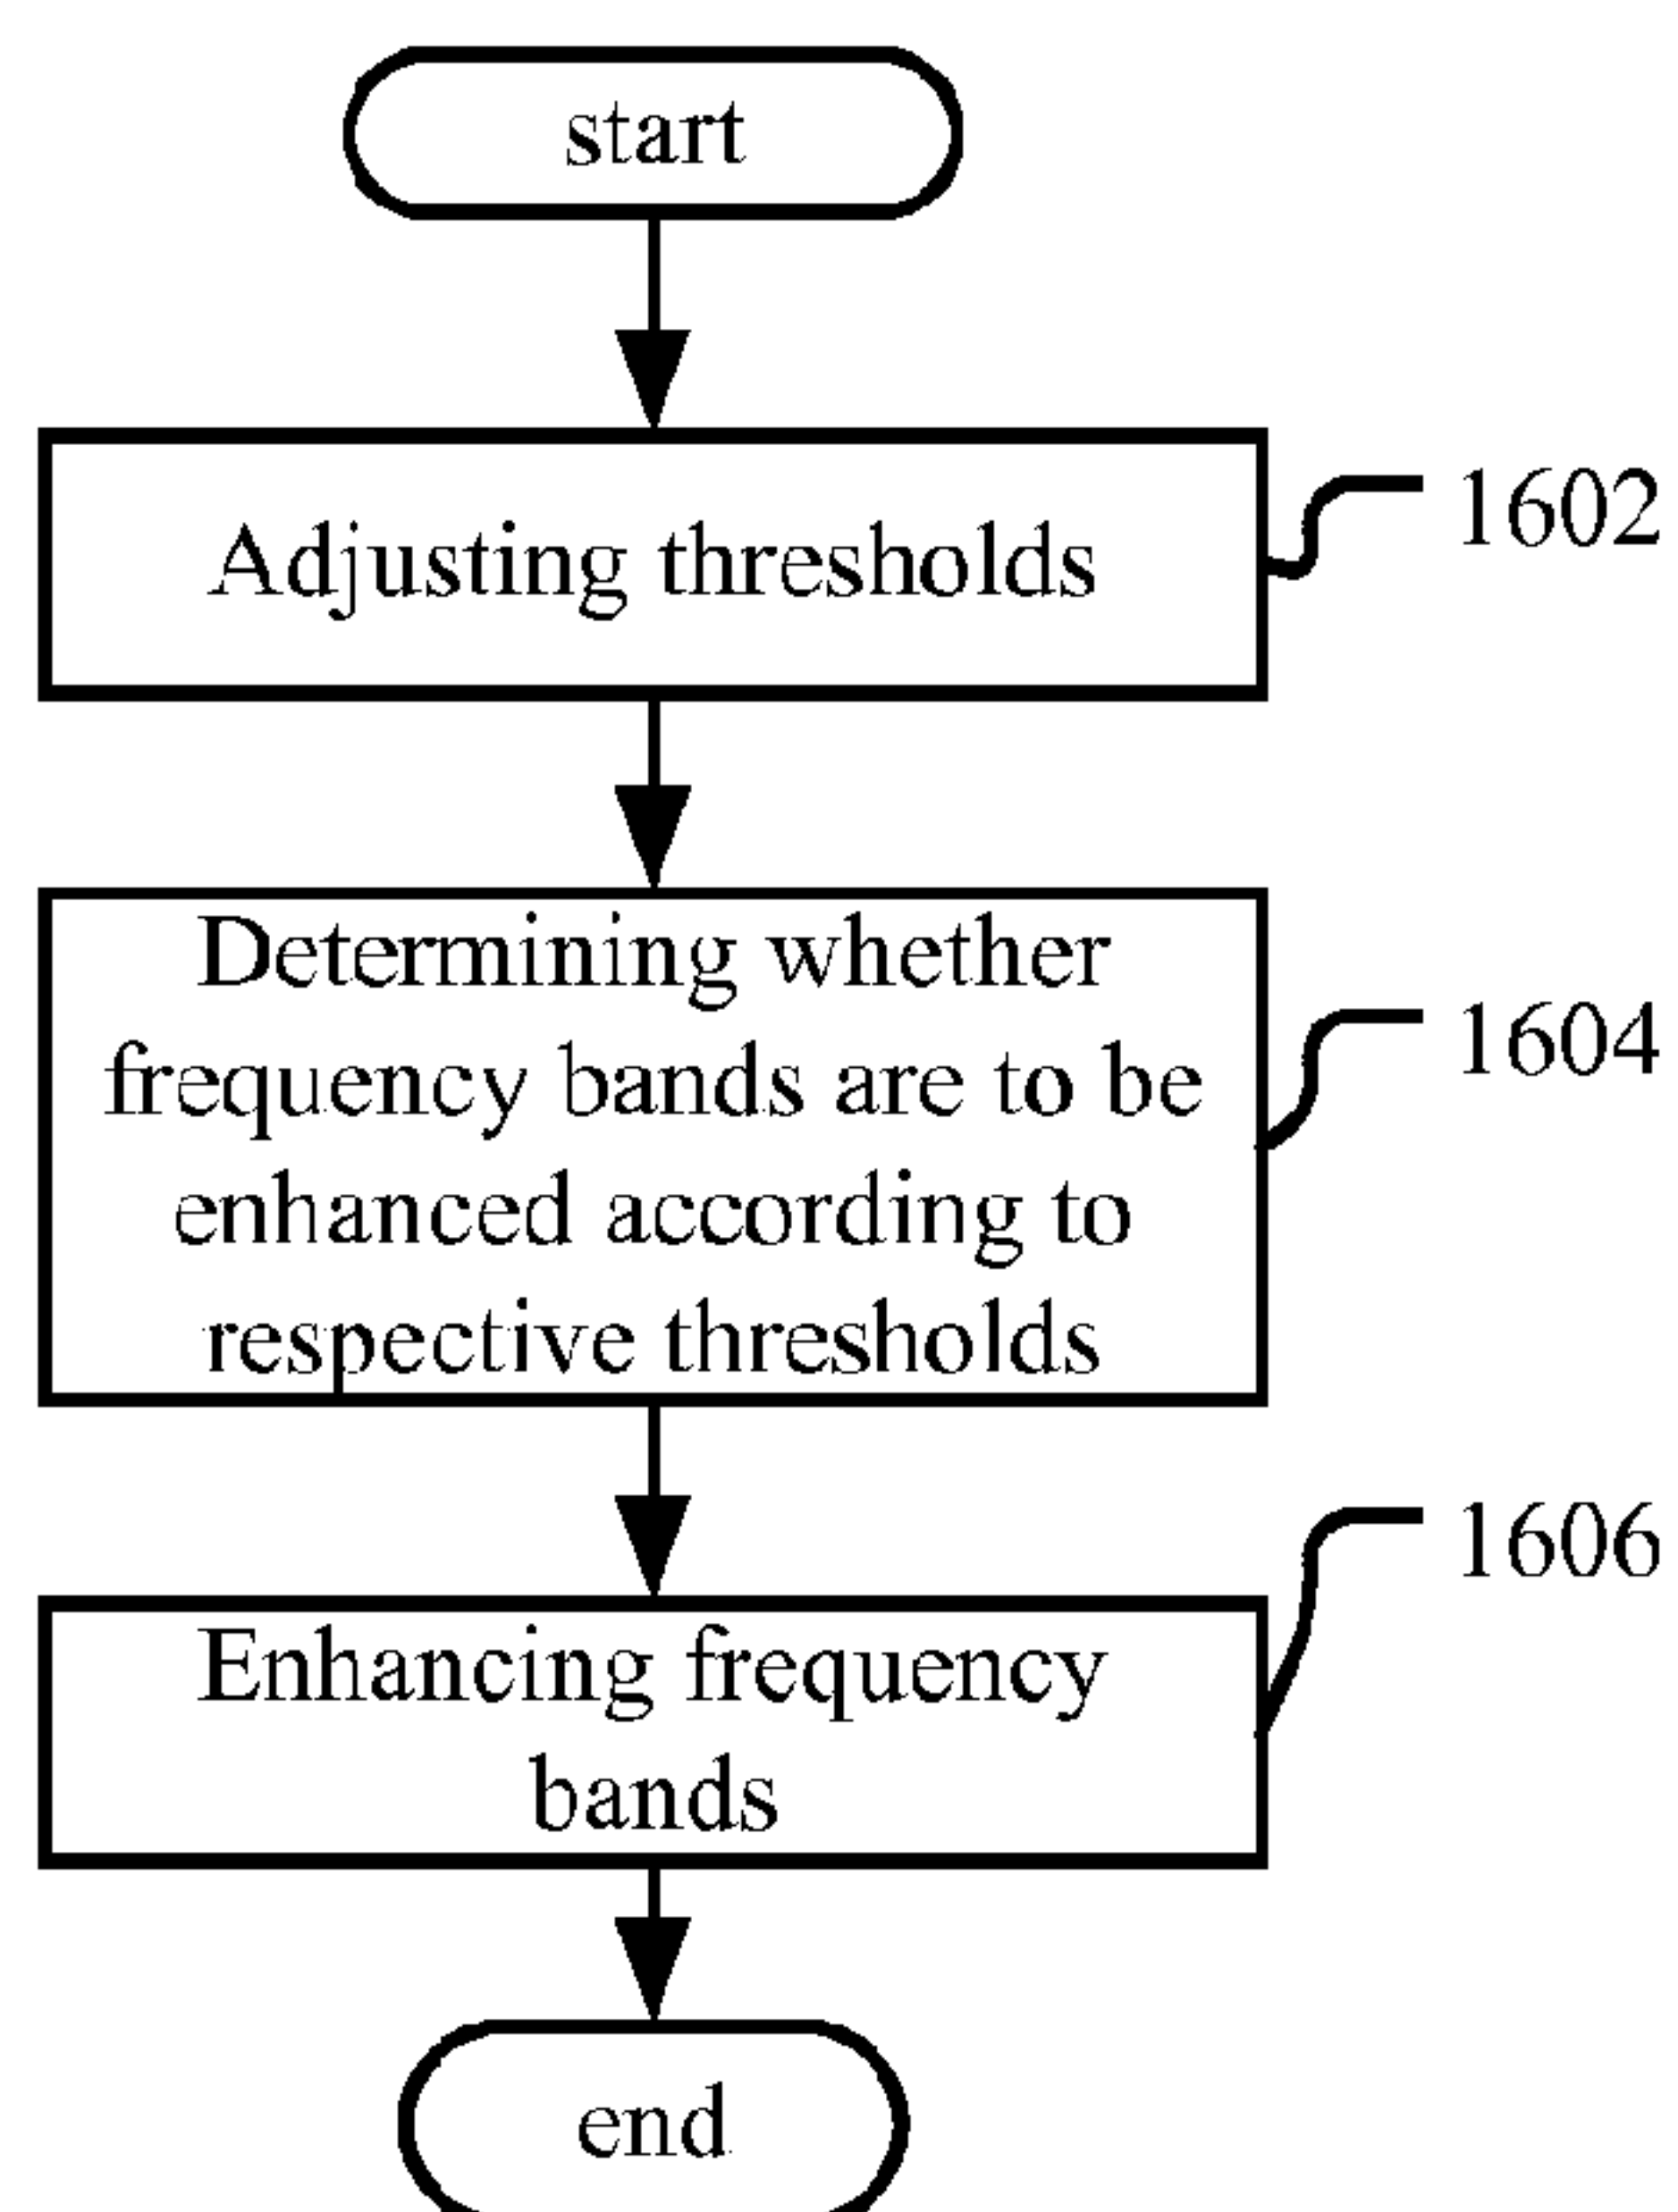 start
Adjusting thresholds
1602
Determining whether
frequency bands are to be
enhanced according to
respective thresholds
1604
Enhancing frequency
bands
1606
end